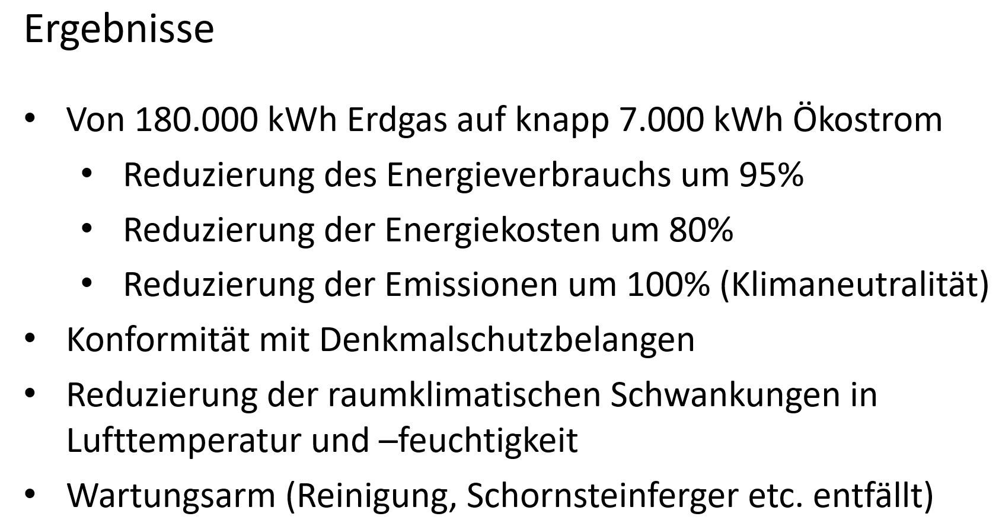 Ergebnisse
• Von 180.000 kWh Erdgas auf knapp 7.000 kWh Ökostrom
• Reduzierung des Energieverbrauchs um 95%
• Reduzierung der Energiekosten um 80%
• Reduzierung der Emissionen um 100% (Klimaneutralität)
• Konformität mit Denkmalschutzbelangen
• Reduzierung der raumklimatischen Schwankungen in
Lufttemperatur und –feuchtigkeit
• Wartungsarm (Reinigung, Schornsteinferger etc. entfällt)